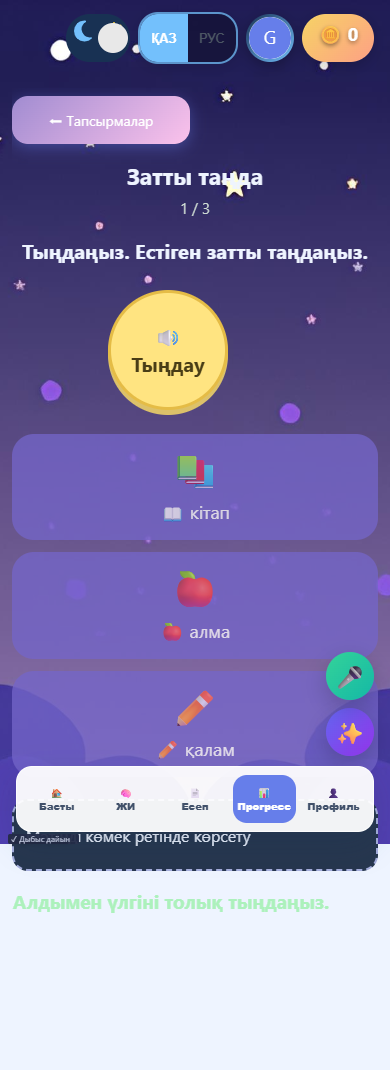 ҚАЗ РУС G 0
← Тапсырмалар
Затты таңда
1 / 3
Тыңдаңыз. Естіген затты таңдаңыз.
Тыңдау
кітап
алма
қалам
Басты ЖИ Есеп Прогресс Профиль
✓ Дыбыс дайын
көмек ретінде көрсету
Алдымен үлгіні толық тыңдаңыз.